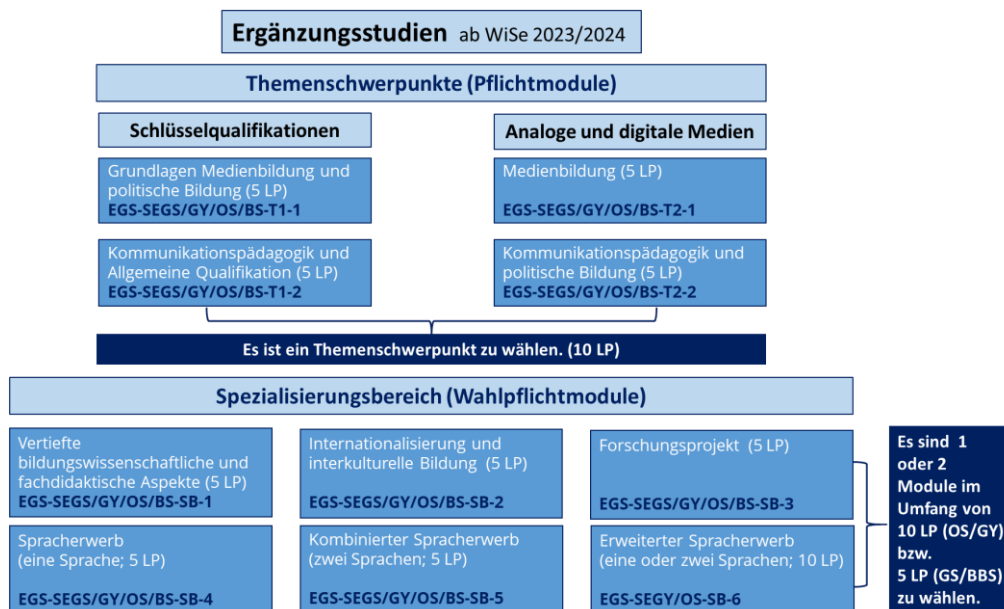 Ergänzungsstudien ab WiSe 2023/2024
Themenschwerpunkte (Pflichtmodule)
Schlüsselqualifikationen
Grundlagen Medienbildung und
politische Bildung (5 LP)
EGS-SEGS/GY/OS/BS-T1-1
Kommunikationspädagogik und
Allgemeine Qualifikation (5 LP)
EGS-SEGS/GY/OS/BS-T1-2
Analoge und digitale Medien
Medienbildung (5 LP)
EGS-SEGS/GY/OS/BS-T2-1
Kommunikationspädagogik und
politische Bildung (5 LP)
EGS-SEGS/GY/OS/BS-T2-2
Es ist ein Themenschwerpunkt zu wählen. (10 LP)
Spezialisierungsbereich (Wahlpflichtmodule)
Vertiefte
bildungswissenschaftliche und
fachdidaktische Aspekte (5 LP)
EGS-SEGS/GY/OS/BS-SB-1
Internationalisierung und
interkulturelle Bildung (5 LP)
EGS-SEGS/GY/OS/BS-SB-2
Forschungsprojekt (5 LP)
EGS-SEGS/GY/OS/BS-SB-3
Spracherwerb
(eine Sprache; 5 LP)
EGS-SEGS/GY/OS/BS-SB-4
Kombinierter Spracherwerb
(zwei Sprachen; 5 LP)
EGS-SEGS/GY/OS/BS-SB-5
Erweiterter Spracherwerb
(eine oder zwei Sprachen; 10 LP)
EGS-SEGY/OS-SB-6
Es sind 1
oder 2
Module im
Umfang von
10 LP (OS/GY)
bzw.
5 LP (GS/BBS)
zu wählen.